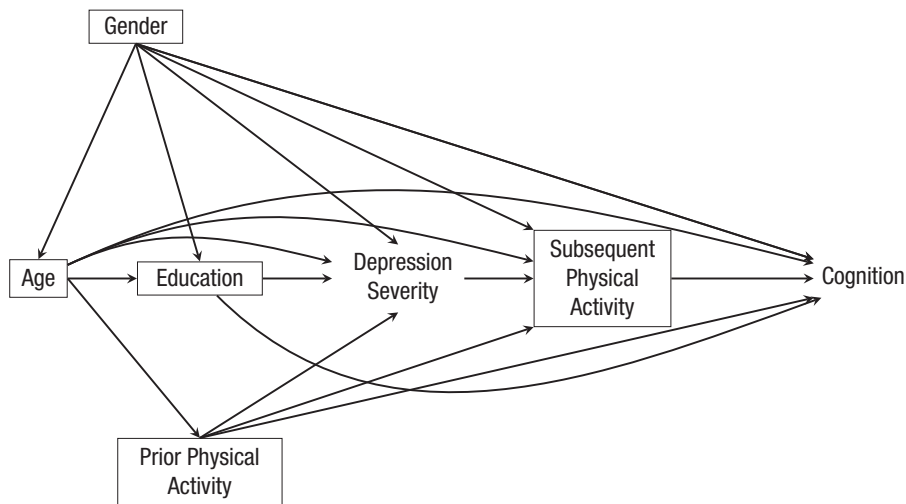 Gender
Age
Education
Depression
Severity
Subsequent
Physical
Activity
Cognition
Prior Physical
Activity